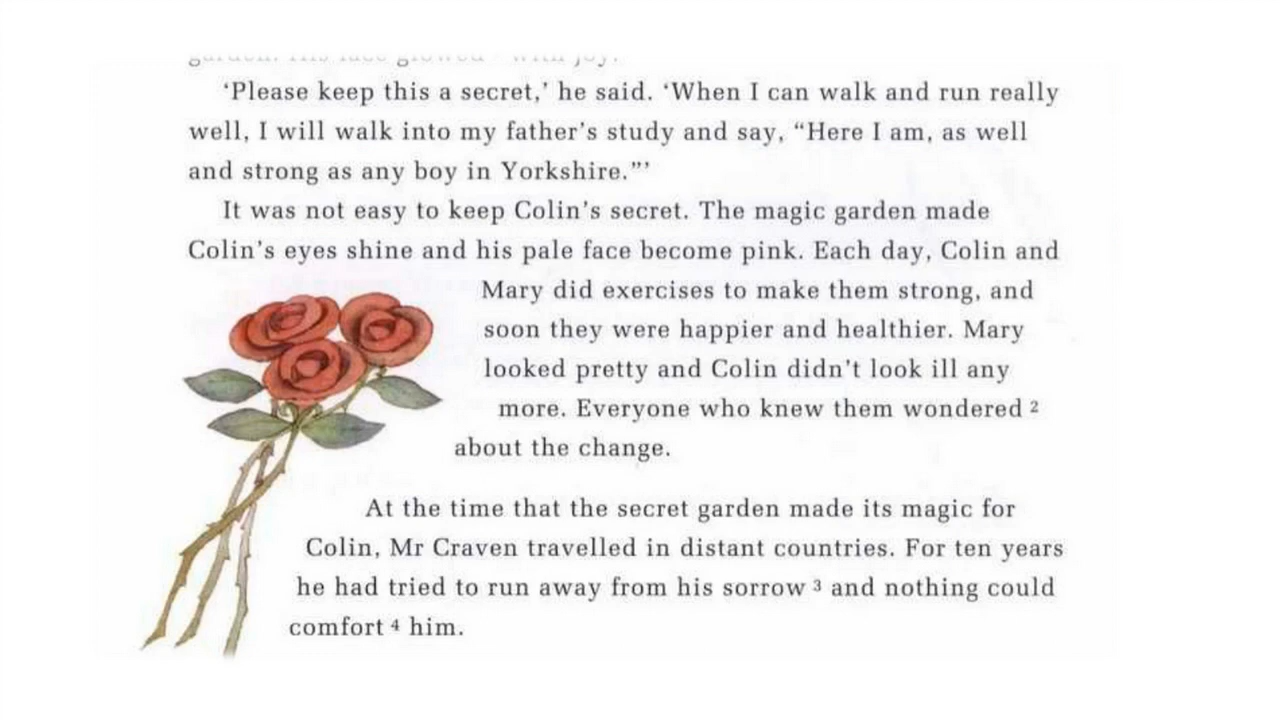 ‘Please keep this a secret,’ he said. ‘When I can walk and run really
well, I will walk into my father’s study and say, “Here I am, as well
and strong as any boy in Yorkshire.”’
It was not easy to keep Colin’s secret. The magic garden made
Colin’s eyes shine and his pale face become pink. Each day, Colin and
Mary did exercises to make them strong, and
soon they were happier and healthier. Mary
looked pretty and Colin didn’t look ill any
more. Everyone who knew them wondered 2
about the change.
At the time that the secret garden made its magic for
Colin, Mr Craven travelled in distant countries. For ten years
he had tried to run away from his sorrow 3 and nothing could
comfort 4 him.